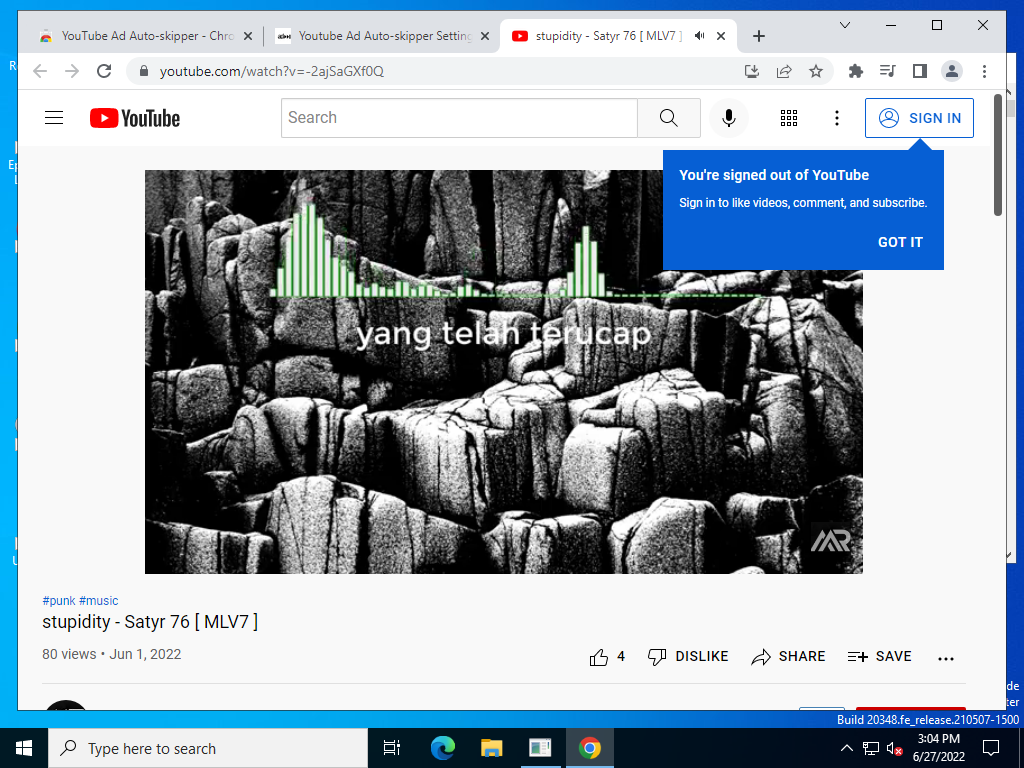 YouTube Ad Auto-skipper - Chro
Youtube Ad Auto-skipper Setting
stupidity - Satyr 76 [ MLV7 ]
youtube.com/watch?v=-2ajSaGXf0Q
YouTube
Search
SIGN IN
You're signed out of YouTube
Sign in to like videos, comment, and subscribe.
GOT IT
yang telah terucap
MR
#punk #music
stupidity - Satyr 76 [ MLV7 ]
80 views • Jun 1, 2022
4
DISLIKE
SHARE
SAVE
Build 20348.fe_release.210507-1500
Type here to search
3:04 PM
6/27/2022